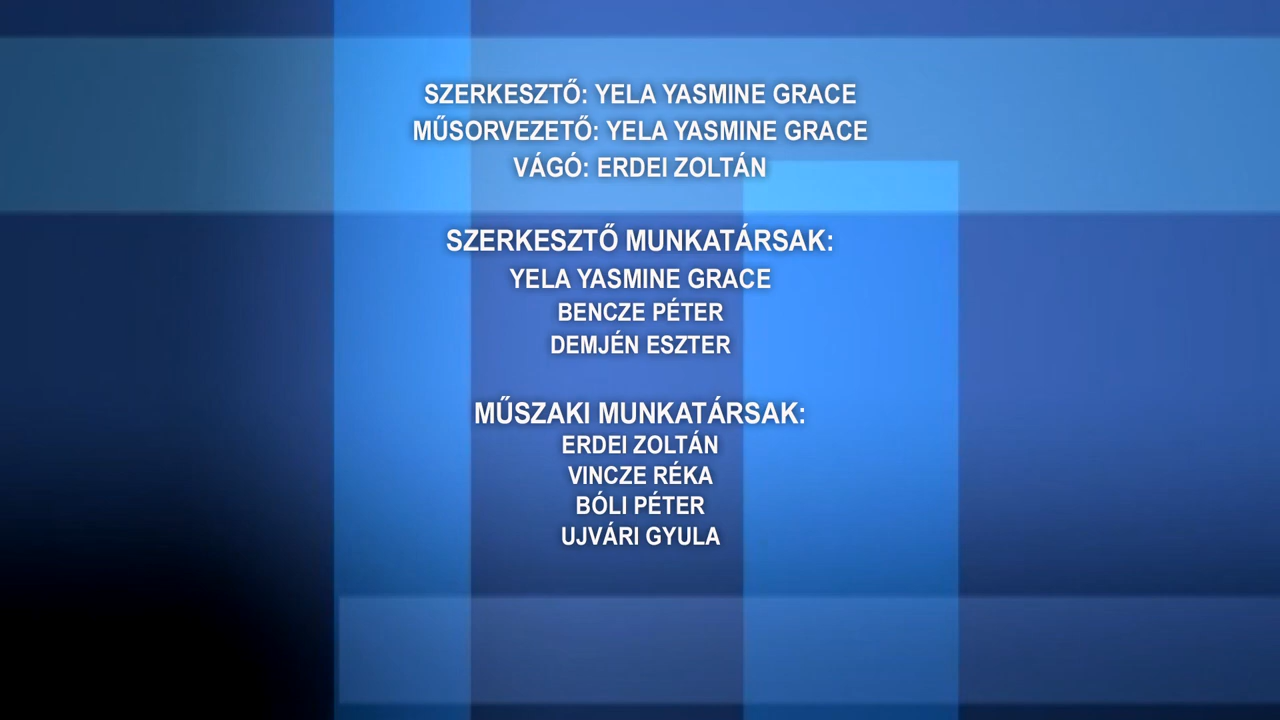 SZERKESZTŐ: YELA YASMINE GRACE
MŰSORVEZETŐ: YELA YASMINE GRACE
VÁGÓ: ERDEI ZOLTÁN
SZERKESZTŐ MUNKATÁRSAK:
YELA YASMINE GRACE
BENCZE PÉTER
DEMJÉN ESZTER
MŰSZAKI MUNKATÁRSAK:
ERDEI ZOLTÁN
VINCZE RÉKA
BÓLI PÉTER
UJVÁRI GYULA